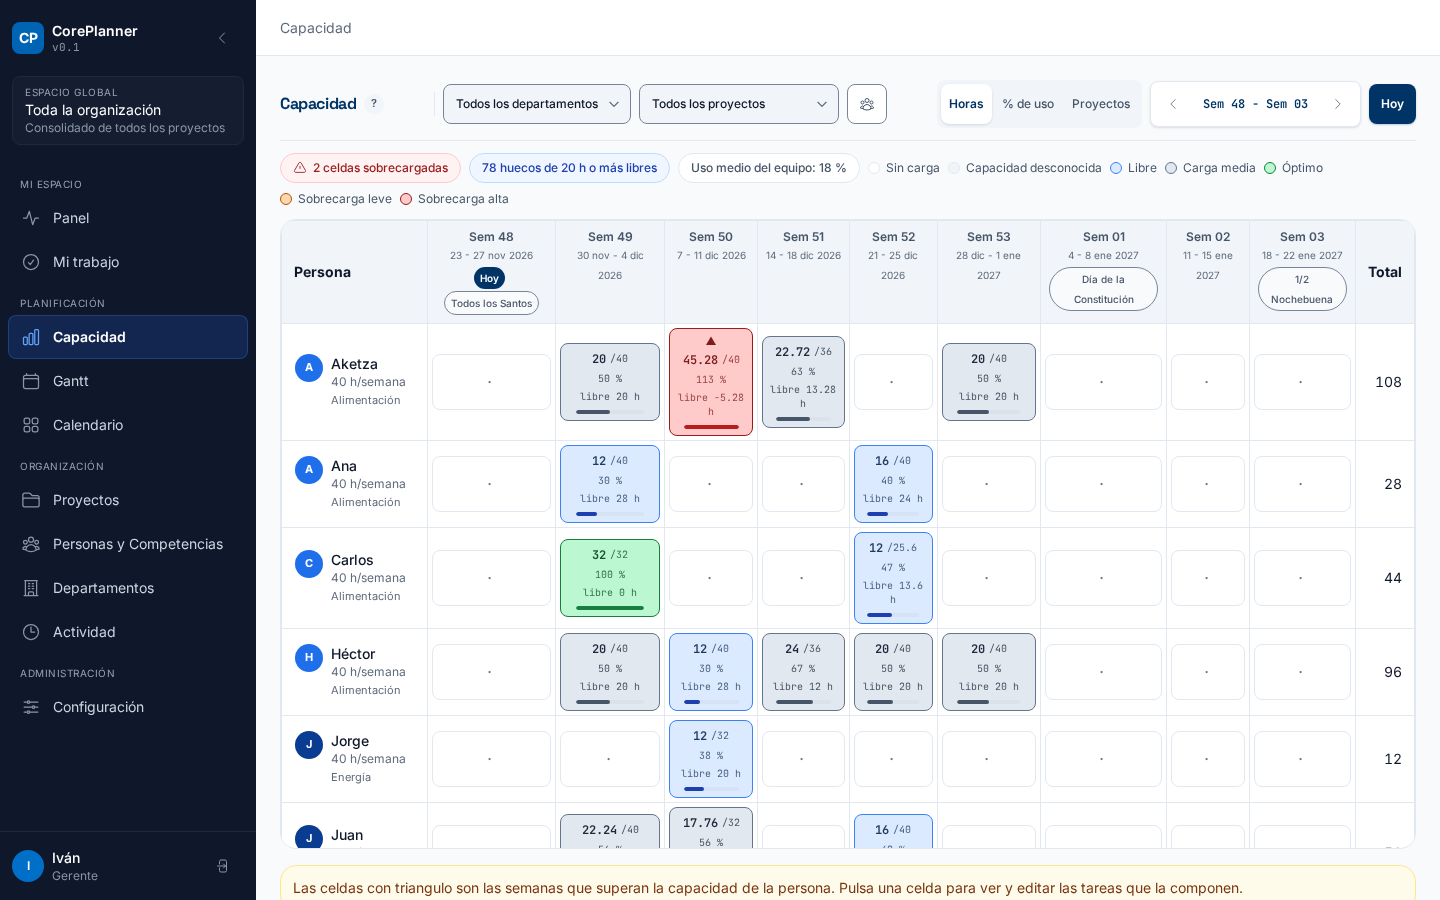 CP
CorePlanner
v0.1
ESPACIO GLOBAL
Toda la organización
Consolidado de todos los proyectos
MI ESPACIO
Panel
Mi trabajo
PLANIFICACIÓN
Capacidad
Gantt
Calendario
ORGANIZACIÓN
Proyectos
Personas y Competencias
Departamentos
Actividad
ADMINISTRACIÓN
Configuración
I
Iván
Gerente
Capacidad
Capacidad ? Todos los departamentos Todos los proyectos Horas % de uso Proyectos Sem 48 - Sem 03 Hoy
2 celdas sobrecargadas 78 huecos de 20 h o más libres Uso medio del equipo: 18 % Sin carga Capacidad desconocida Libre Carga media Óptimo
Sobrecarga leve Sobrecarga alta
Persona
Sem 48
23 - 27 nov 2026
Hoy
Todos los Santos
Sem 49
30 nov - 4 dic
2026
Sem 50
7 - 11 dic 2026
Sem 51
14 - 18 dic 2026
Sem 52
21 - 25 dic
2026
Sem 53
28 dic - 1 ene
2027
Sem 01
4 - 8 ene 2027
Día de la
Constitución
Sem 02
11 - 15 ene
2027
Sem 03
18 - 22 ene 2027
1/2
Nochebuena
Total
A
Aketza
40 h/semana
Alimentación
·
20 /40
50 %
libre 20 h
45.28 /40
113 %
libre -5.28
h
22.72 /36
63 %
libre 13.28
h
·
20 /40
50 %
libre 20 h
·
·
·
108
A
Ana
40 h/semana
Alimentación
·
12 /40
30 %
libre 28 h
·
·
16 /40
40 %
libre 24 h
·
·
·
·
28
C
Carlos
40 h/semana
Alimentación
·
32 /32
100 %
libre 0 h
·
·
12 /25.6
47 %
libre 13.6
h
·
·
·
·
44
H
Héctor
40 h/semana
Alimentación
·
20 /40
50 %
libre 20 h
12 /40
30 %
libre 28 h
24 /36
67 %
libre 12 h
20 /40
50 %
libre 20 h
20 /40
50 %
libre 20 h
·
·
·
96
J
Jorge
40 h/semana
Energía
·
·
12 /32
38 %
libre 20 h
·
·
·
·
·
·
12
J
Juan
22.24 /40
17.76 /32
56 %
16 /40
Las celdas con triangulo son las semanas que superan la capacidad de la persona. Pulsa una celda para ver y editar las tareas que la componen.